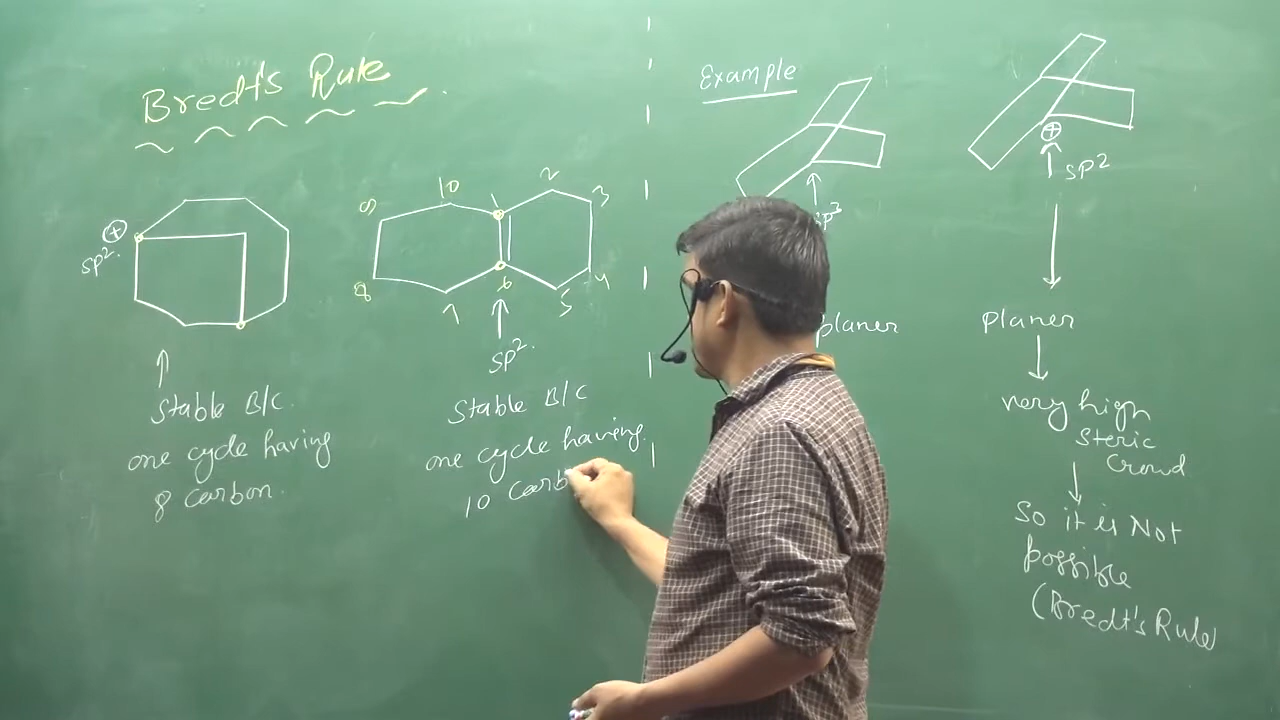 Bredt's Rule
⊕
sp².
Stable B/C.
one cycle having
8 carbon.
9
10
1
2
3
8
7
6
5
4
sp².
Stable B/C
one cycle having
10 carb
Example
sp³
planer
⊕
sp²
planer
very high
steric
Crowd
So it is Not
possible
(Bredt's Rule)